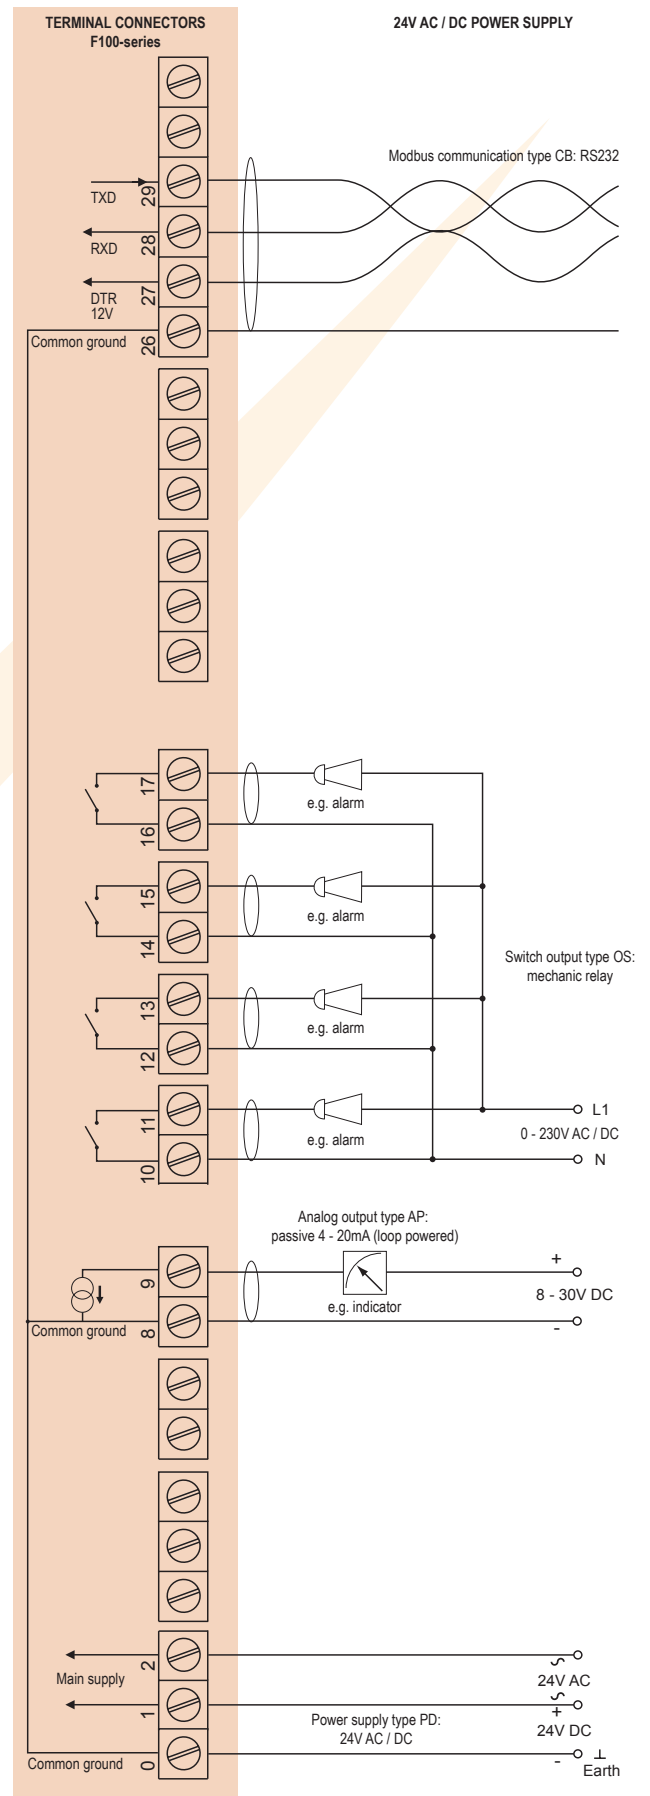 TERMINAL CONNECTORS
F100-series
24V AC / DC POWER SUPPLY
Modbus communication type CB: RS232
TXD
29
RXD
28
DTR
12V
27
Common ground
26
17
e.g. alarm
16
15
e.g. alarm
14
Switch output type OS:
mechanic relay
13
e.g. alarm
12
11
L1
e.g. alarm
0 - 230V AC / DC
10
N
Analog output type AP:
passive 4 - 20mA (loop powered)
9
+
8 - 30V DC
e.g. indicator
Common ground
8
-
2
Main supply
24V AC
1
+
Power supply type PD:
24V AC / DC
24V DC
Common ground
0
-
Earth